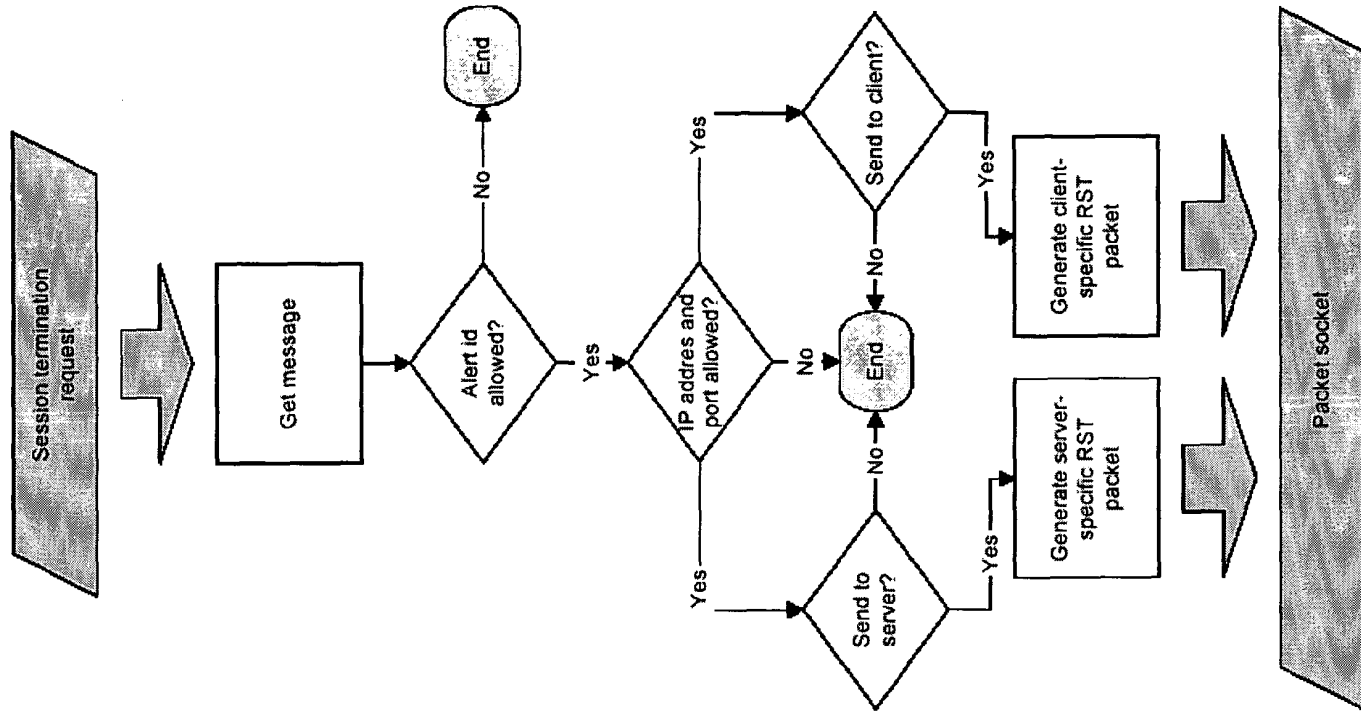 Session termination
request
Get message
Alert id
allowed?
No
End
Yes
IP addres and
port allowed?
Yes
Yes
No
Send to
server?
No
End
No
Send to client?
Yes
Yes
Generate server-
specific RST
packet
Generate client-
specific RST
packet
Packet socket